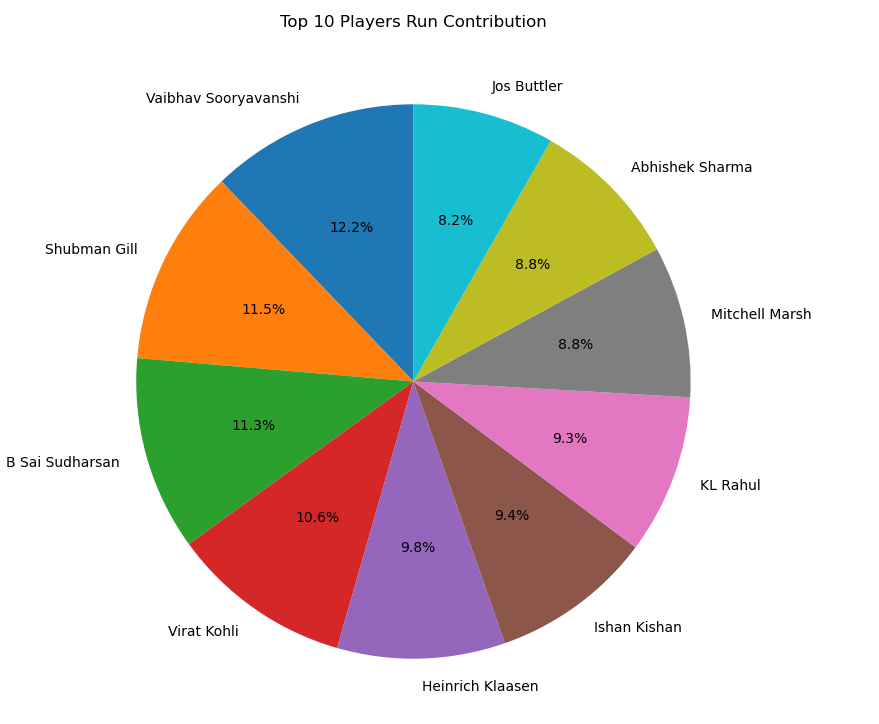 Top 10 Players Run Contribution
Jos Buttler
Vaibhav Sooryavanshi
Abhishek Sharma
8.2%
12.2%
Shubman Gill
8.8%
11.5%
Mitchell Marsh
8.8%
11.3%
9.3%
B Sai Sudharsan
KL Rahul
10.6%
9.4%
9.8%
Ishan Kishan
Virat Kohli
Heinrich Klaasen